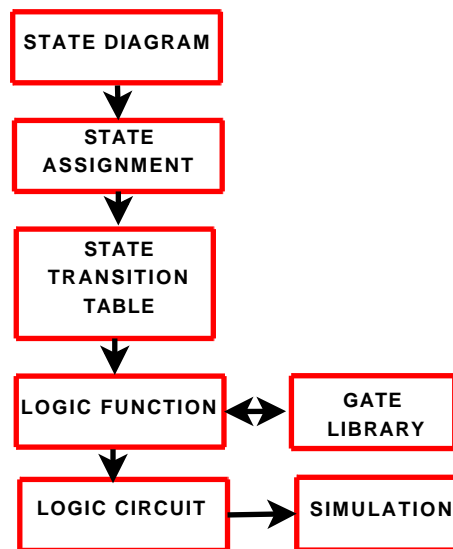 STATE DIAGRAM
STATE
ASSIGNMENT
STATE
TRANSITION
TABLE
LOGIC FUNCTION
GATE
LIBRARY
LOGIC CIRCUIT
SIMULATION